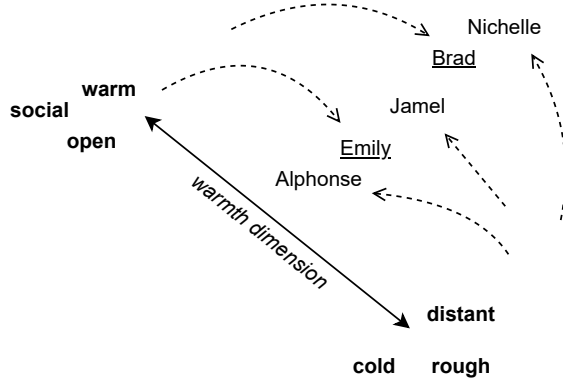 Nichelle
Brad
warm
social
Jamel
open
Emily
Alphonse
warmth dimension
distant
cold rough